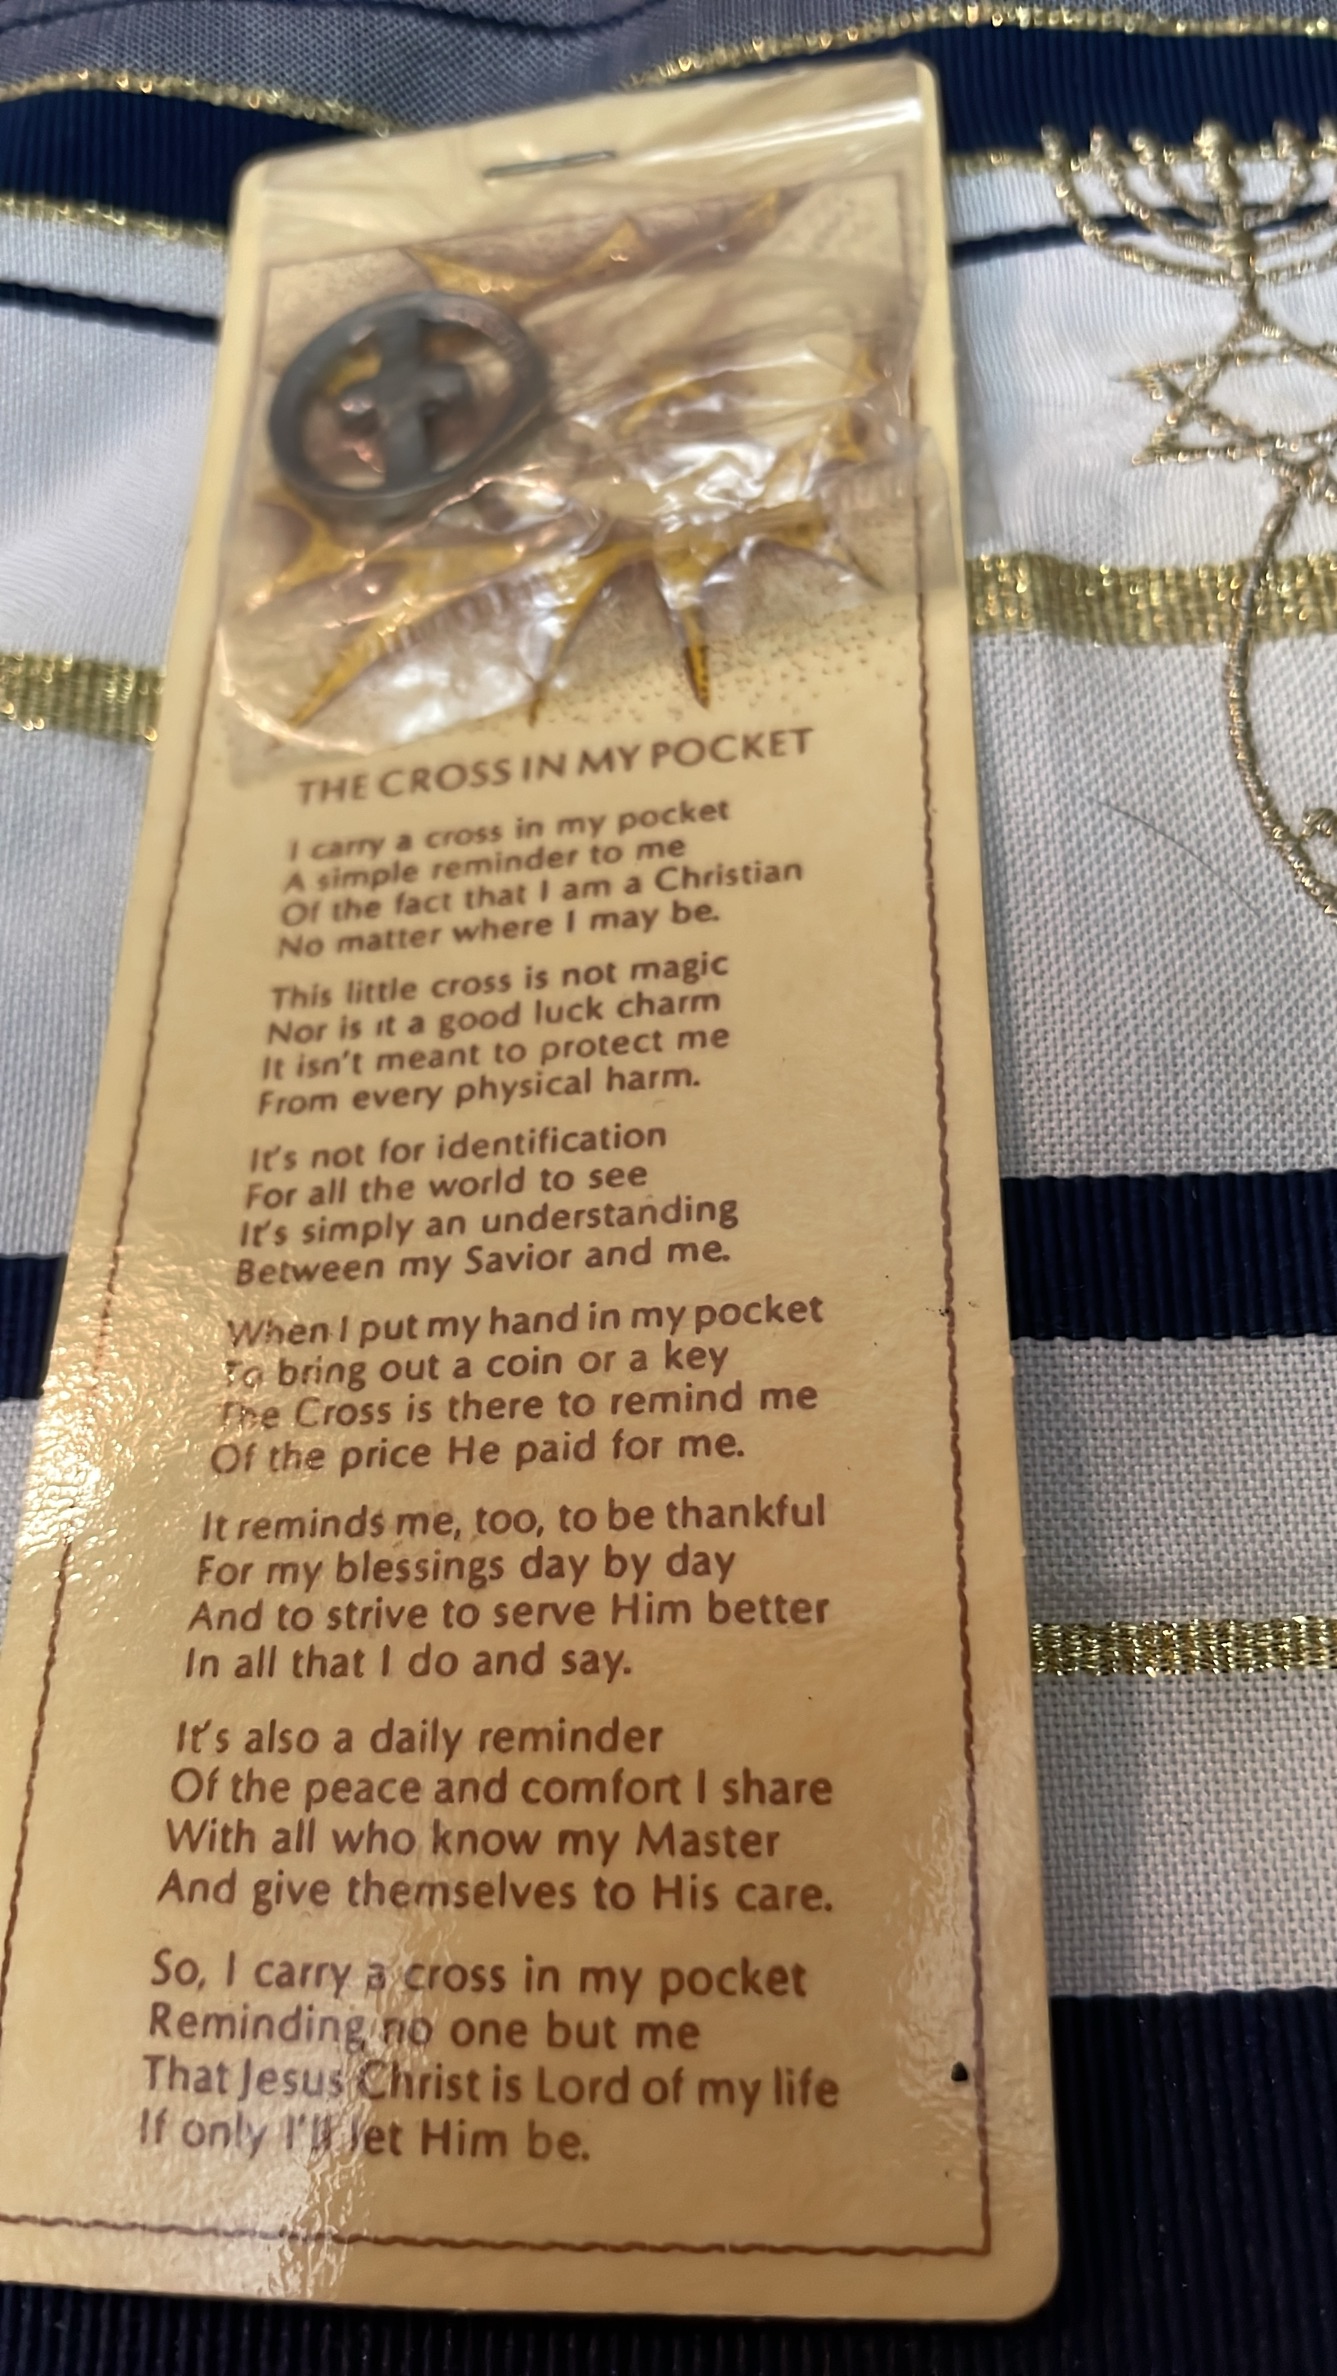 THE CROSS IN MY POCKET
I carry a cross in my pocket
A simple reminder to me
Of the fact that I am a Christian
No matter where I may be.
This little cross is not magic
Nor is it a good luck charm
It isn't meant to protect me
From every physical harm.
It's not for identification
For all the world to see
It's simply an understanding
Between my Savior and me.
When I put my hand in my pocket
To bring out a coin or a key
The Cross is there to remind me
Of the price He paid for me.
It reminds me, too, to be thankful
For my blessings day by day
And to strive to serve Him better
In all that I do and say.
It's also a daily reminder
Of the peace and comfort I share
With all who know my Master
And give themselves to His care.
So, I carry a cross in my pocket
Reminding no one but me
That Jesus Christ is Lord of my life
If only I'll let Him be.